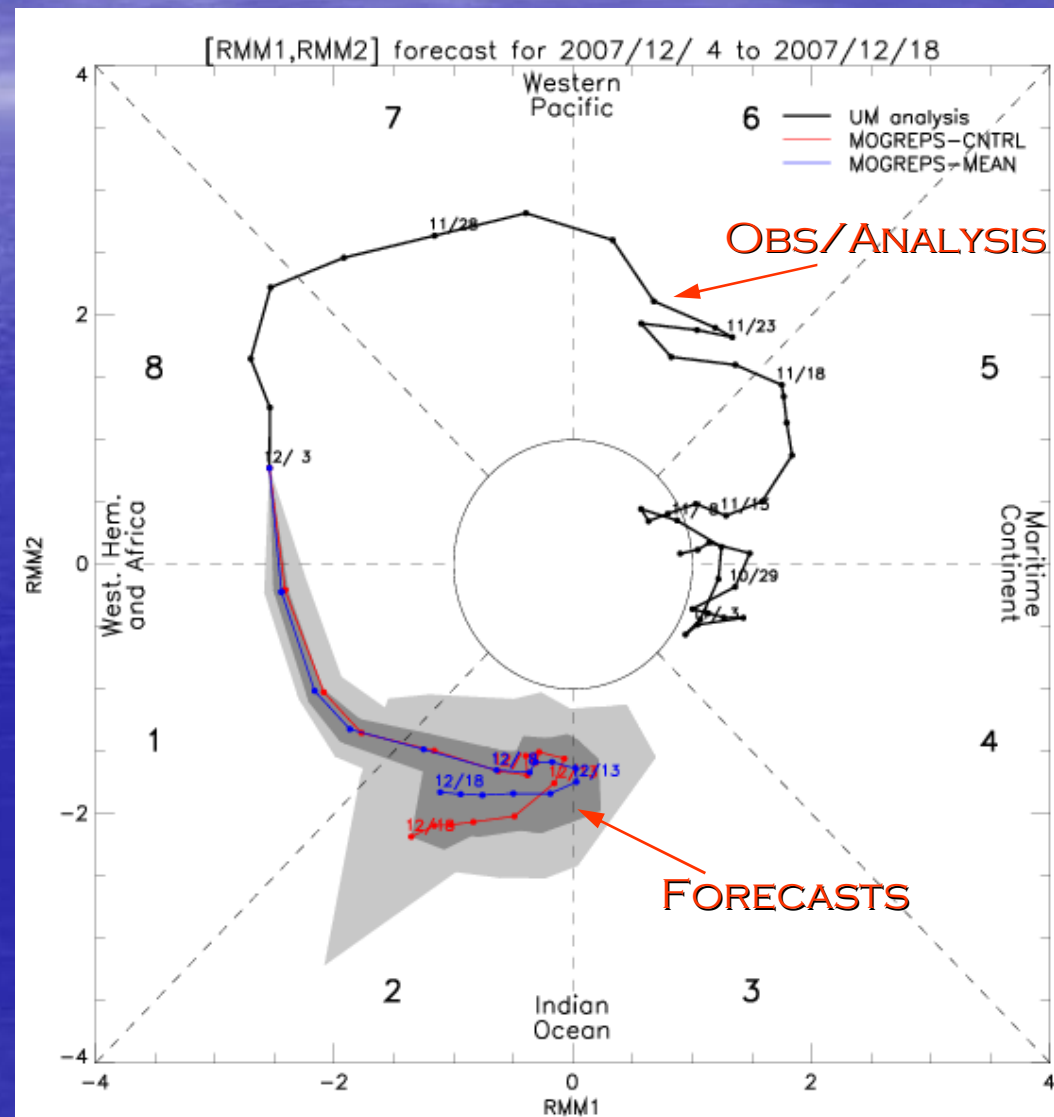 [RMM1,RMM2] forecast for 2007/12/ 4 to 2007/12/18
4
Western
Pacific
7
6
UM analysis
MOGREPS-CNTRL
MOGREPS-MEAN
11/28
OBS/ANALYSIS
11/23
2
11/18
8
5
12/ 3
11/ 8
11/13
RMM2
0
West. Hem.
and Africa
Maritime
Continent
10/29
1
4
12/18
12/13
12/18
-2
FORECASTS
2
3
Indian
Ocean
-4
-4
-2
0
2
4
RMM1